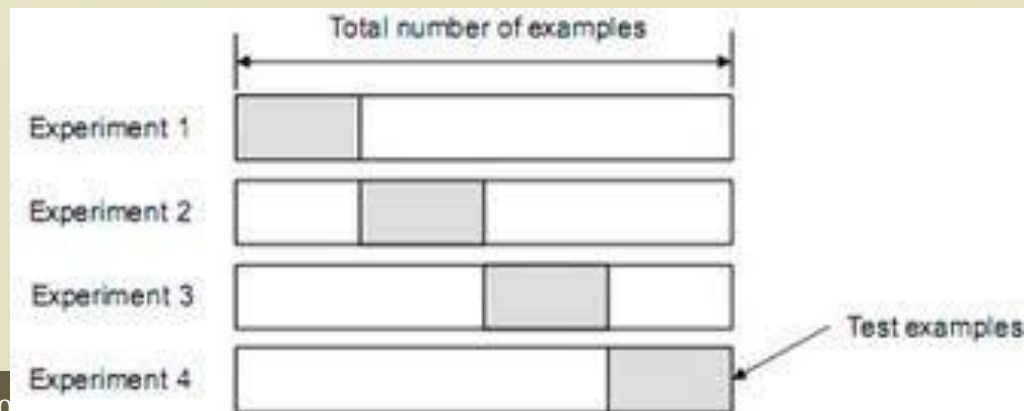 Total number of examples
Experiment 1
Experiment 2
Experiment 3
Test examples
Experiment 4